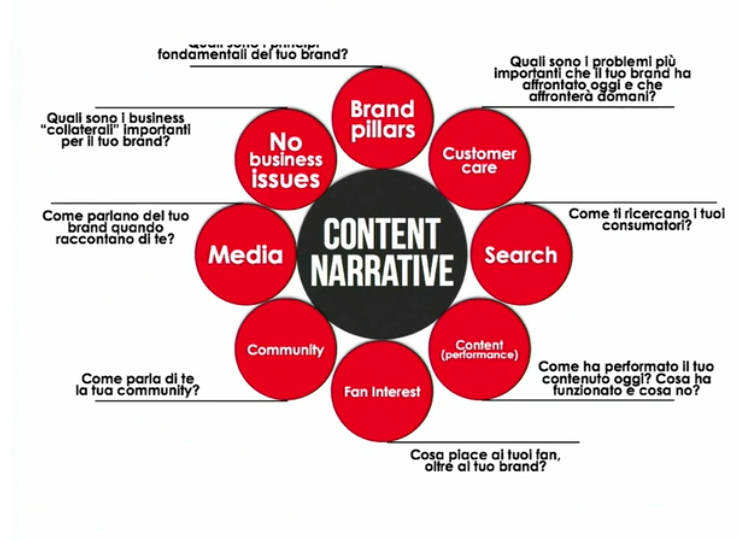 Quali sono i principi
fondamentali del tuo brand?
Quali sono i problemi più
importanti che il tuo brand ha
affrontato oggi e che
affronterà domani?
Brand
pillars
Quali sono i business
“collaterali” importanti
per il tuo brand?
No
business
issues
Customer
care
Come parlano del tuo
brand quando
raccontano di te?
Come ti ricercano i tuoi
consumatori?
Media
CONTENT
NARRATIVE
Search
Community
Content
(performance)
Fan Interest
Come parla di te
la tua community?
Come ha performato il tuo
contenuto oggi? Cosa ha
funzionato e cosa no?
Cosa piace ai tuoi fan,
oltre al tuo brand?